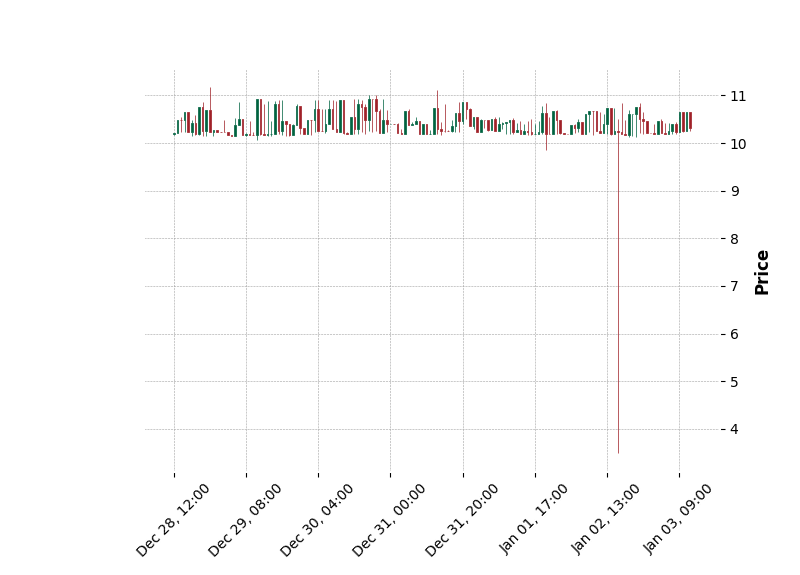 11
10
9
8
7
6
5
4
Price
Dec 28, 12:00
Dec 29, 08:00
Dec 30, 04:00
Dec 31, 00:00
Dec 31, 20:00
Jan 01, 17:00
Jan 02, 13:00
Jan 03, 09:00